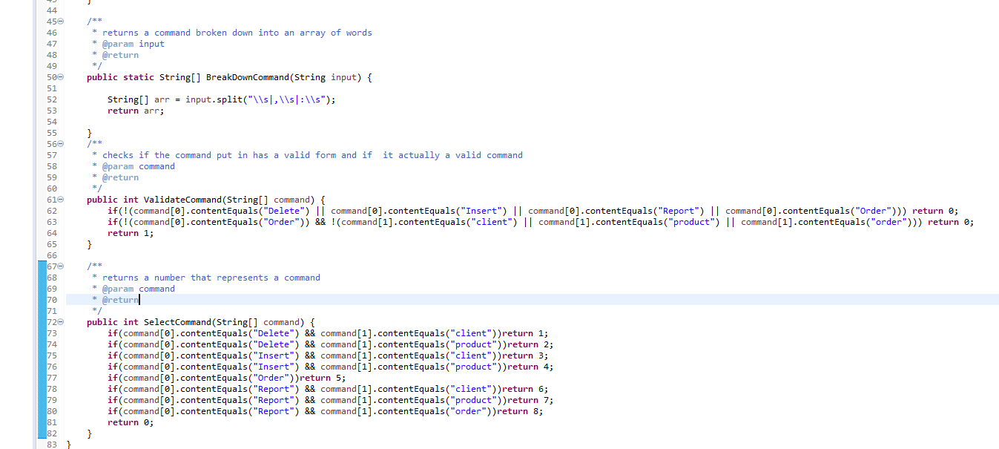 }
44
45 /**
46 * returns a command broken down into an array of words
47 * @param input
48 * @return
49 */
50 public static String[] BreakDownCommand(String input) {
51
52 String[] arr = input.split("\\s|,\\s|:\\s");
53 return arr;
54
55 }
56 /**
57 * checks if the command put in has a valid form and if  it actually a valid command
58 * @param command
59 * @return
60 */
61 public int ValidateCommand(String[] command) {
62 if(!(command[0].contentEquals("Delete") || command[0].contentEquals("Insert") || command[0].contentEquals("Report") || command[0].contentEquals("Order"))) return 0;
63 if(!(command[0].contentEquals("Order")) && !(command[1].contentEquals("client") || command[1].contentEquals("product") || command[1].contentEquals("order"))) return 0;
64 return 1;
65 }
66
67 /**
68 * returns a number that represents a command
69 * @param command
70 * @return
71 */
72 public int SelectCommand(String[] command) {
73 if(command[0].contentEquals("Delete") && command[1].contentEquals("client"))return 1;
74 if(command[0].contentEquals("Delete") && command[1].contentEquals("product"))return 2;
75 if(command[0].contentEquals("Insert") && command[1].contentEquals("client"))return 3;
76 if(command[0].contentEquals("Insert") && command[1].contentEquals("product"))return 4;
77 if(command[0].contentEquals("Order"))return 5;
78 if(command[0].contentEquals("Report") && command[1].contentEquals("client"))return 6;
79 if(command[0].contentEquals("Report") && command[1].contentEquals("product"))return 7;
80 if(command[0].contentEquals("Report") && command[1].contentEquals("order"))return 8;
81 return 0;
82 }
83 }